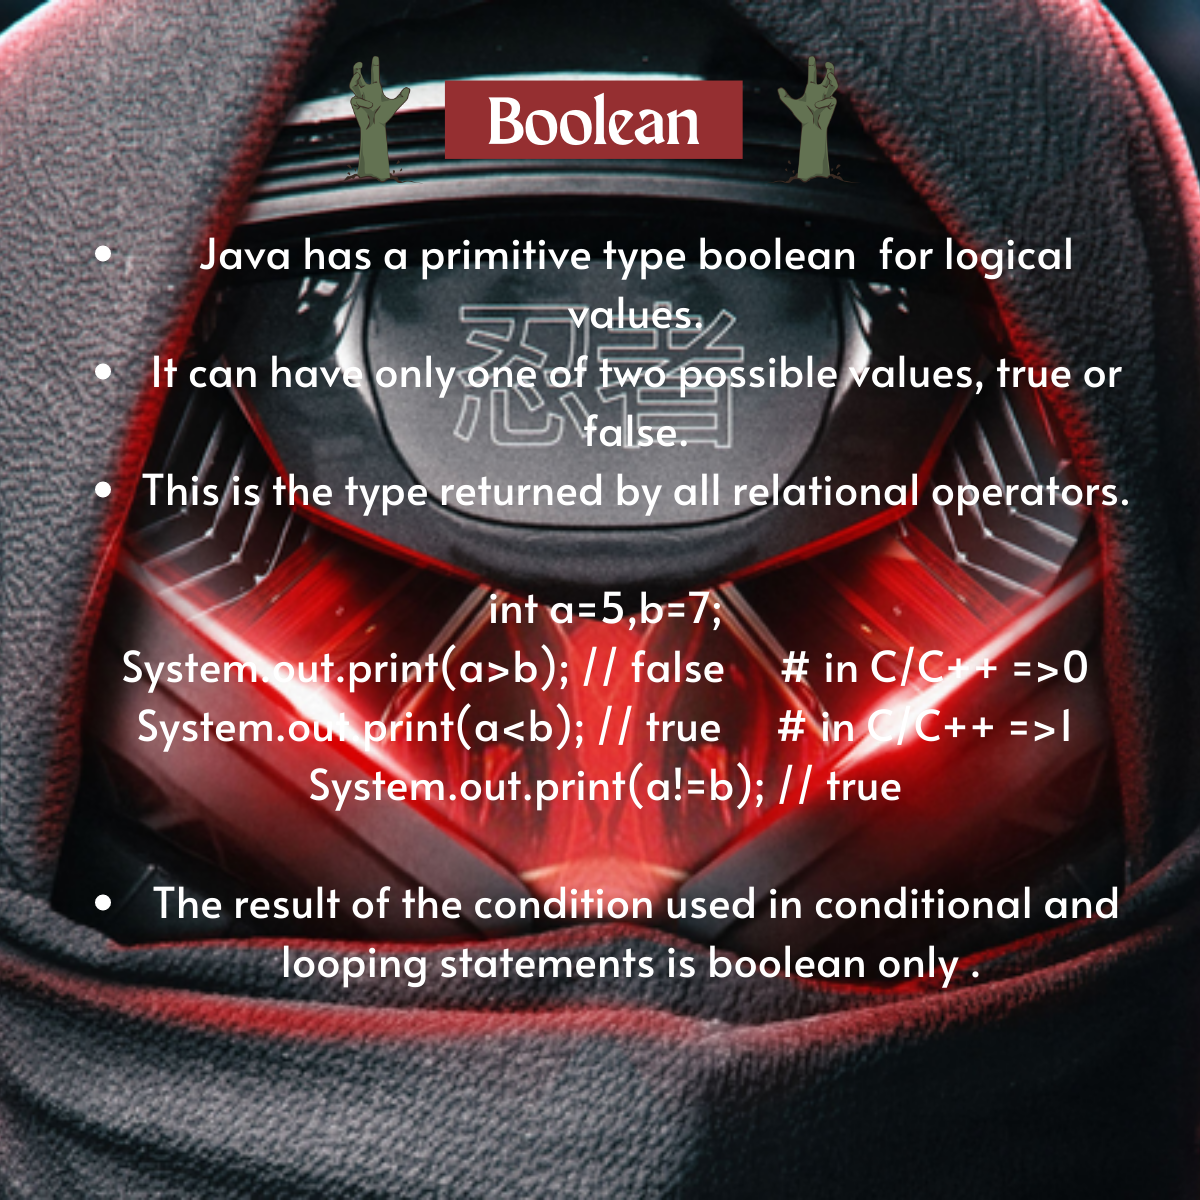 Boolean
• Java has a primitive type boolean  for logical
values.
忍者
• It can have only one of two possible values, true or
false.
• This is the type returned by all relational operators.
int a=5,b=7;
System.out.print(a>b); // false     # in C/C++ =>0
System.out.print(a<b); // true     # in C/C++ =>1
System.out.print(a!=b); // true
• The result of the condition used in conditional and
looping statements is boolean only .